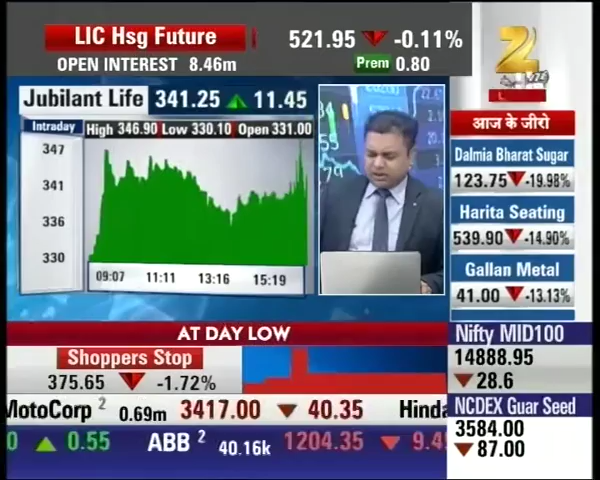 LIC Hsg Future
521.95 -0.11%
OPEN INTEREST 8.46m
Prem 0.80
Jubilant Life 341.25 11.45
Intraday High 346.90 Low 330.10 Open 331.00
347
341
336
330
09:07 11:11 13:16 15:19
आज के जीरो
Dalmia Bharat Sugar
123.75 -19.98%
Harita Seating
539.90 -14.90%
Gallan Metal
41.00 -13.13%
AT DAY LOW
Shoppers Stop
375.65 -1.72%
Nifty MID100
14888.95
28.6
NCDEX Guar Seed
3584.00
87.00
MotoCorp 2 0.69m 3417.00 40.35 Hinda
0 0.55 ABB 2 40.16k 1204.35 9.4